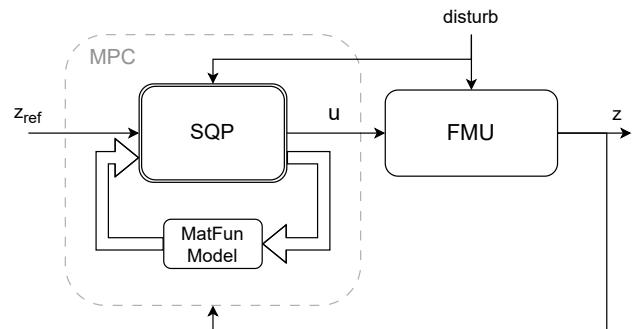 disturb
MPC
z_ref
SQP
u
FMU
z
MatFun
Model